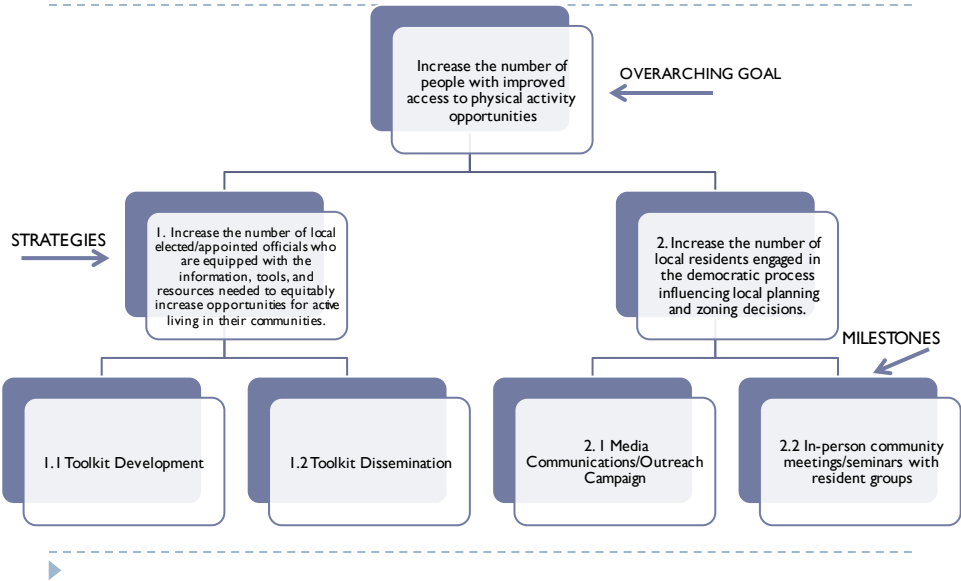 Increase the number of
people with improved
access to physical activity
opportunities
OVERARCHING GOAL
STRATEGIES
1. Increase the number of local
elected/appointed officials who
are equipped with the
information, tools, and
resources needed to equitably
increase opportunities for active
living in their communities.
2. Increase the number of
local residents engaged in
the democratic process
influencing local planning
and zoning decisions.
MILESTONES
1.1 Toolkit Development
1.2 Toolkit Dissemination
2.1 Media
Communications/Outreach
Campaign
2.2 In-person community
meetings/seminars with
resident groups